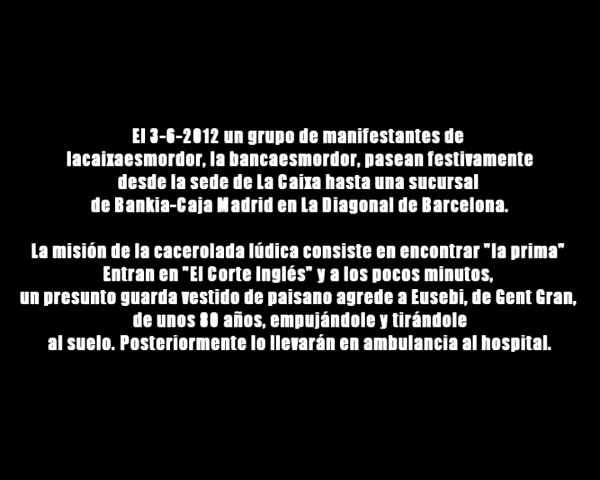 El 3-6-2012 un grupo de manifestantes de
lacaixaesmordor, la bancaesmordor, pasean festivamente
desde la sede de La Caixa hasta una sucursal
de Bankia-Caja Madrid en La Diagonal de Barcelona.
La misión de la cacerolada lúdica consiste en encontrar "la prima"
Entran en "El Corte Inglés" y a los pocos minutos,
un presunto guarda vestido de paisano agrede a Eusebi, de Gent Gran,
de unos 80 años, empujándole y tirándole
al suelo. Posteriormente lo llevarán en ambulancia al hospital.